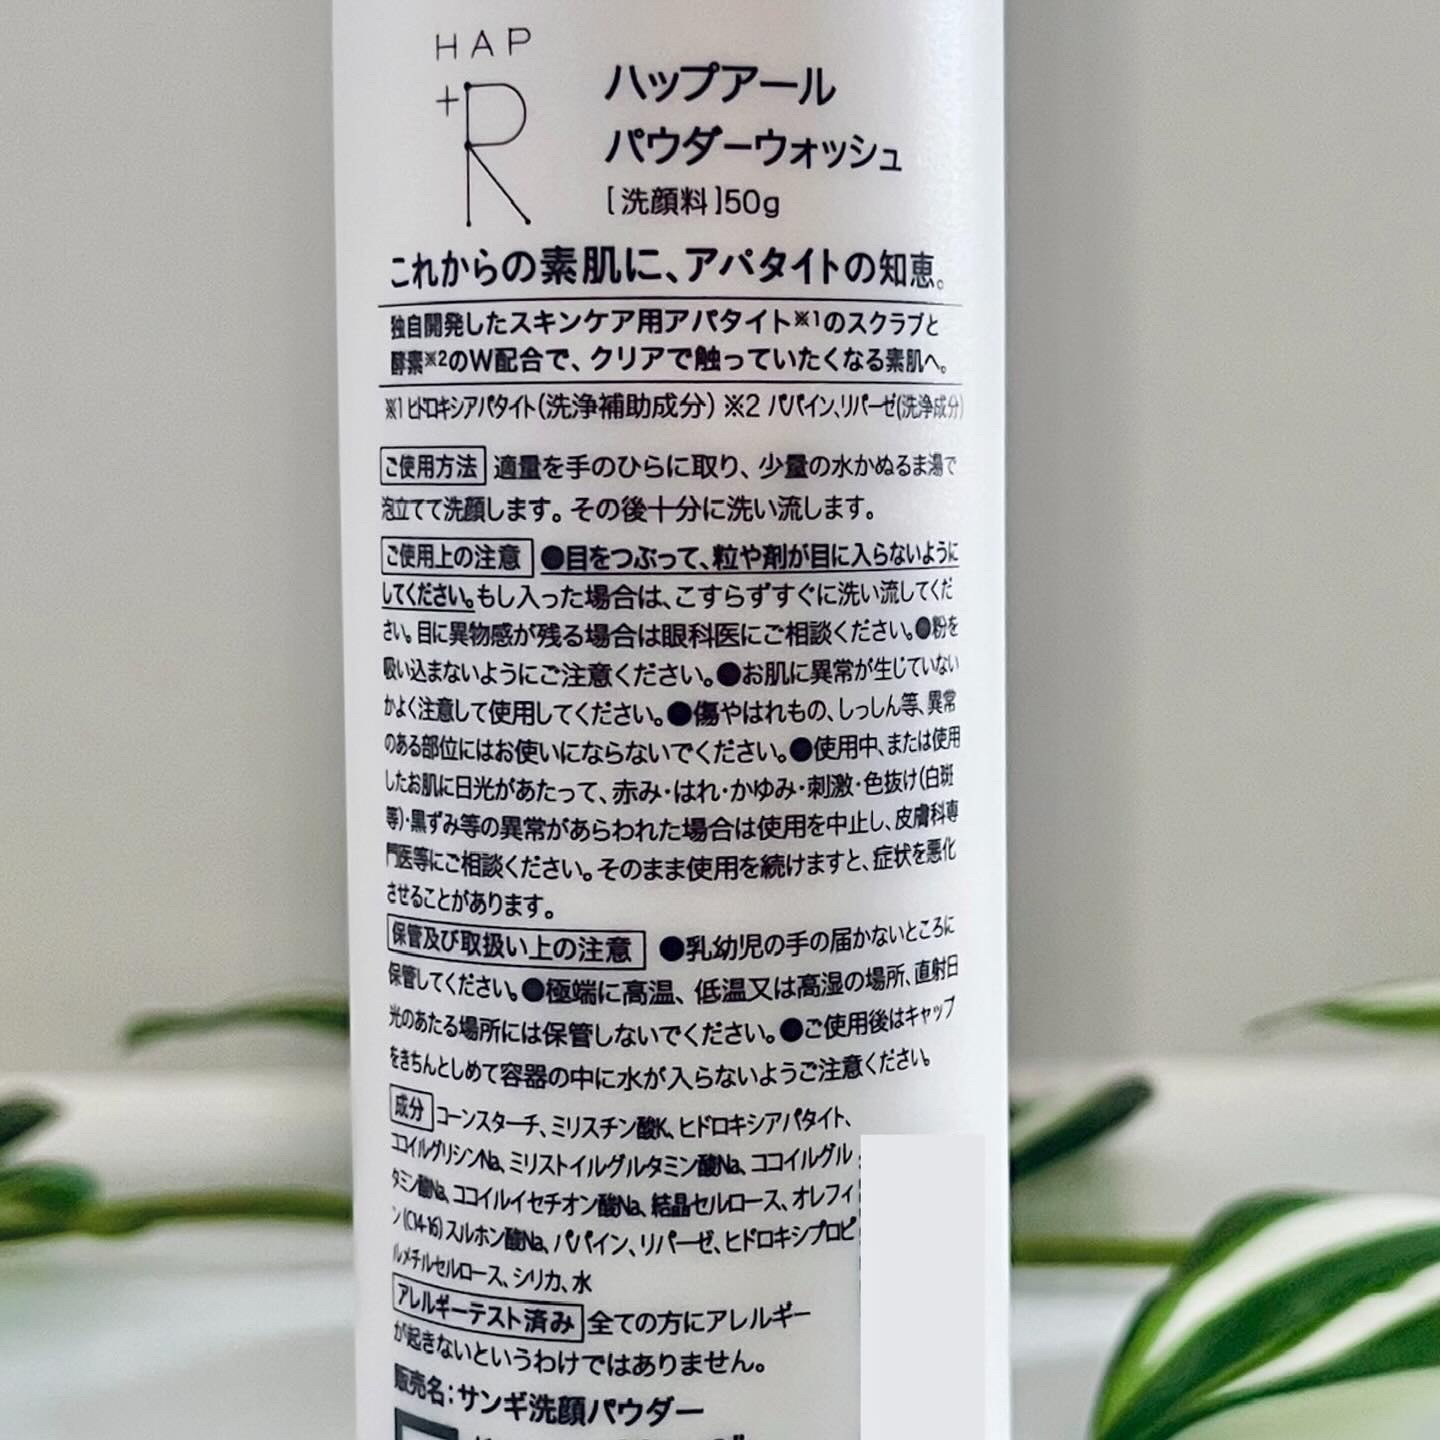 HAP
+R
ハップアール
パウダーウォッシュ
[洗顔料]50g
これからの素肌に、アパタイトの知恵。
独自開発したスキンケア用アパタイト※1のスクラブと
酵素※2のW配合で、クリアで触っていたくなる素肌へ。
※1 ヒドロキシアパタイト(洗浄補助成分) ※2 パパイン、リパーゼ(洗浄成分)
ご使用方法 適量を手のひらに取り、少量の水かぬるま湯で
泡立てて洗顔します。その後十分に洗い流します。
ご使用上の注意 ●目をつぶって、粒や剤が目に入らないように
してください。もし入った場合は、こすらずすぐに洗い流してくだ
さい。目に異物感が残る場合は眼科医にご相談ください。●粉を
吸い込まないようにご注意ください。●お肌に異常が生じていない
かよく注意して使用してください。●傷やはれもの、しっしん等、異常
のある部位にはお使いにならないでください。●使用中、または使用
したお肌に日光があたって、赤み・はれ・かゆみ・刺激・色抜け(白斑
等)・黒ずみ等の異常があらわれた場合は使用を中止し、皮膚科専
門医等にご相談ください。そのまま使用を続けますと、症状を悪化
させることがあります。
保管及び取扱い上の注意 ●乳幼児の手の届かないところに
保管してください。●極端に高温、低温又は高湿の場所、直射日
光のあたる場所には保管しないでください。●ご使用後はキャップ
をきちんとしめて容器の中に水が入らないようご注意ください。
成分 コーンスターチ、ミリスチン酸K、ヒドロキシアパタイト、
ココイルグリシンNa、ミリストイルグルタミン酸Na、ココイルグル
タミン酸Na、ココイルイセチオン酸Na、結晶セルロース、オレフィ
ン(C14-16)スルホン酸Na、パパイン、リパーゼ、ヒドロキシプロピ
ルメチルセルロース、シリカ、水
アレルギーテスト済み 全ての方にアレルギー
が起きないというわけではありません。
販売名：サンギ洗顔パウダー